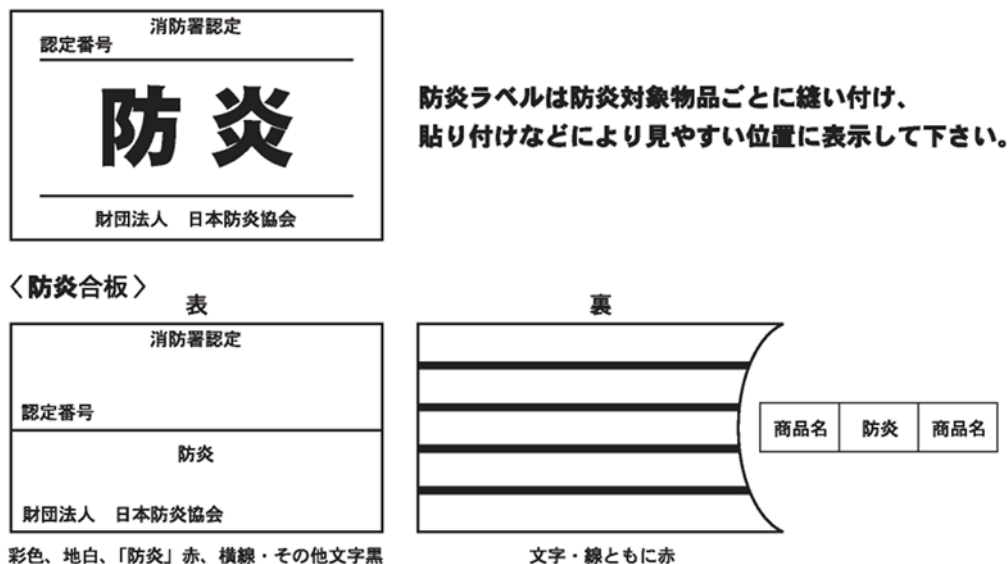 消防署認定
認定番号
防炎
財団法人　日本防炎協会
防炎ラベルは防炎対象物品ごとに縫い付け、
貼り付けなどにより見やすい位置に表示して下さい。
〈防炎合板〉
表
消防署認定
認定番号
防炎
財団法人　日本防炎協会
彩色、地白、「防炎」赤、横線・その他文字黒
裏
商品名　防炎　商品名
文字・線ともに赤